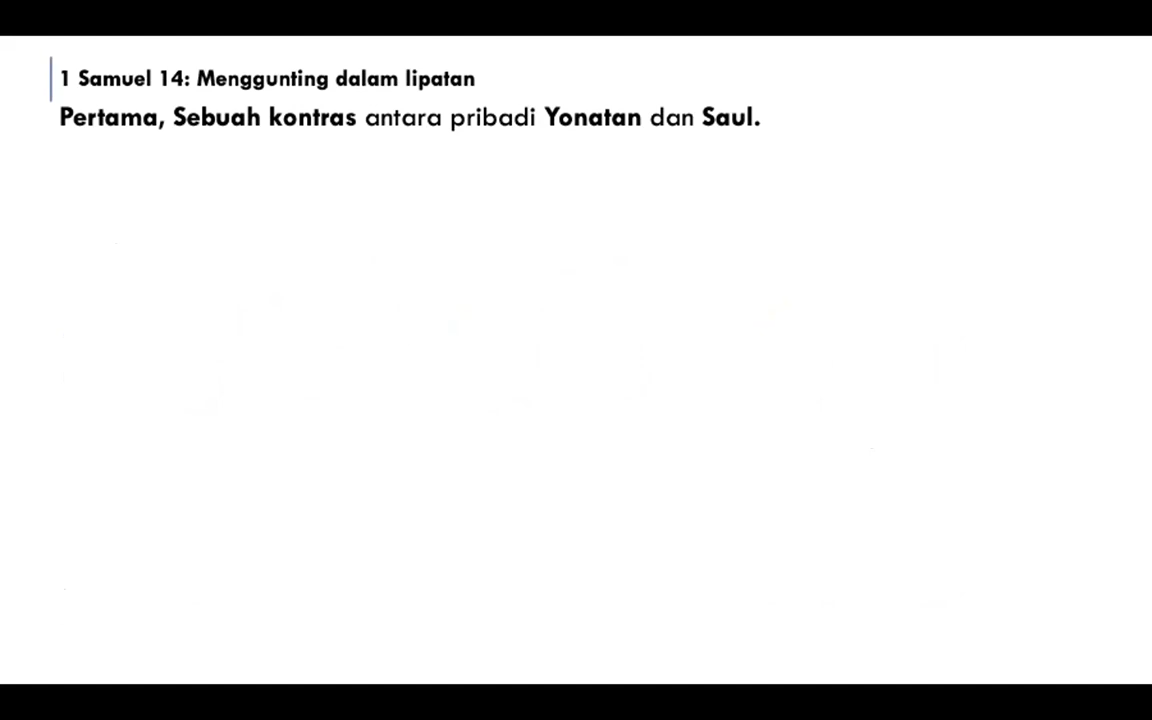 1 Samuel 14: Menggunting dalam lipatan
Pertama, Sebuah kontras antara pribadi Yonatan dan Saul.